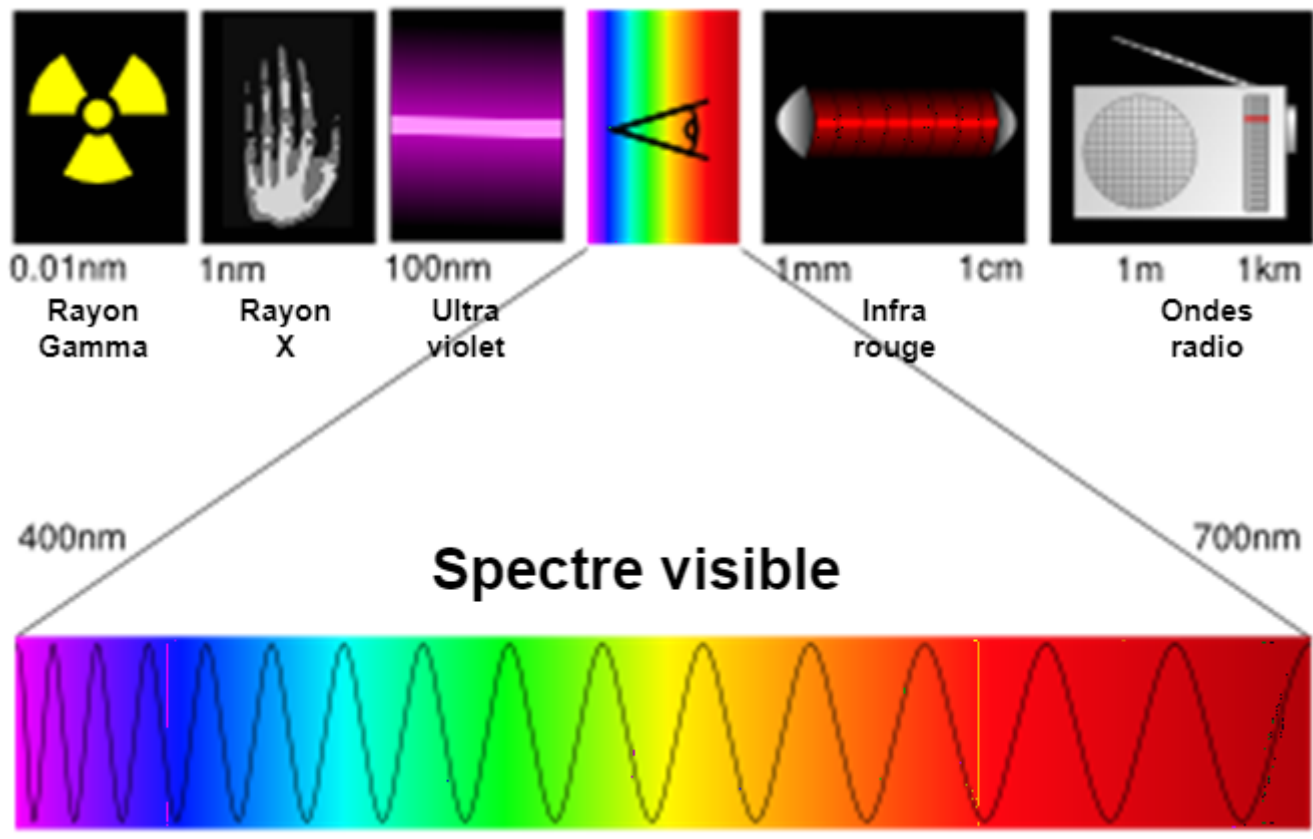 0.01nm 1nm 100nm 1mm 1cm 1m 1km
Rayon Gamma
Rayon X
Ultra violet
Infra rouge
Ondes radio
400nm 700nm
Spectre visible